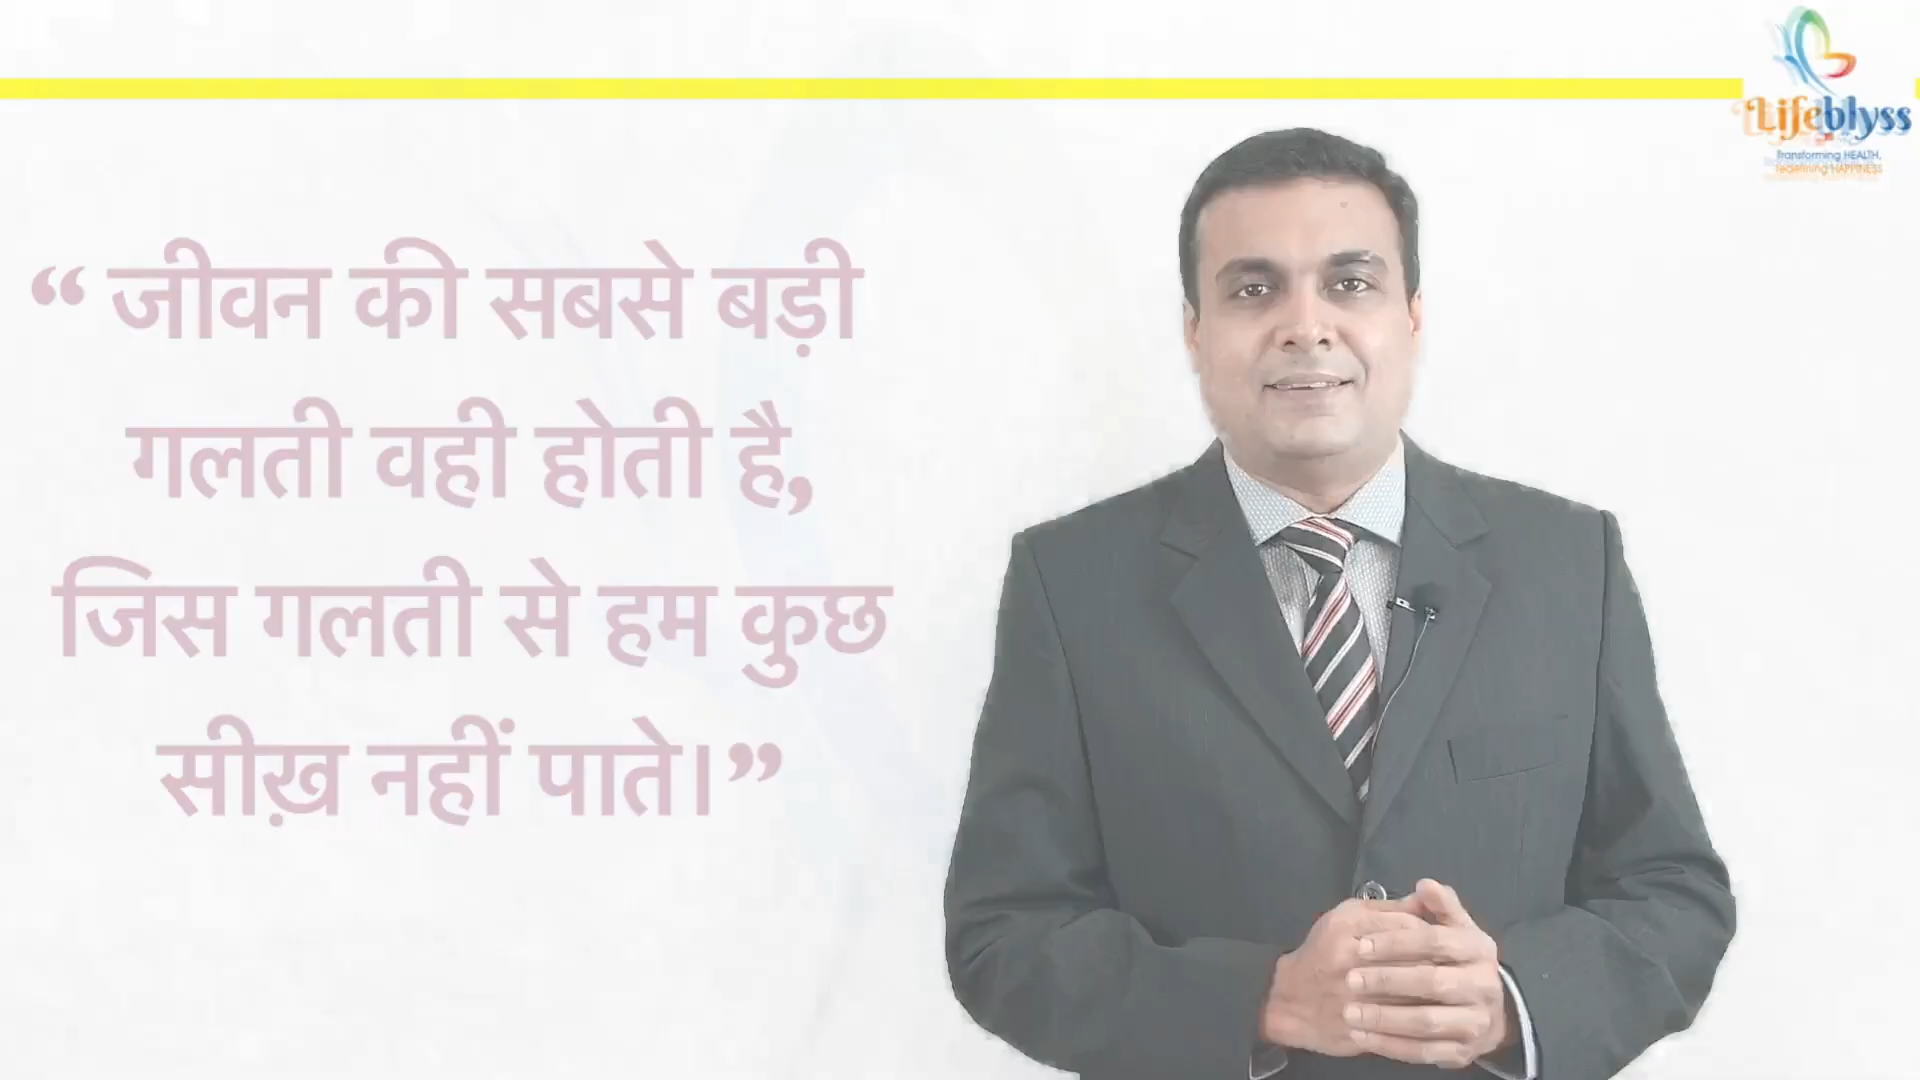 “ जीवन की सबसे बड़ी
गलती वही होती है,
जिस गलती से हम कुछ
सीख़ नहीं पाते।”
Lifeblyss
Transforming HEALTH,
redefining HAPPINESS